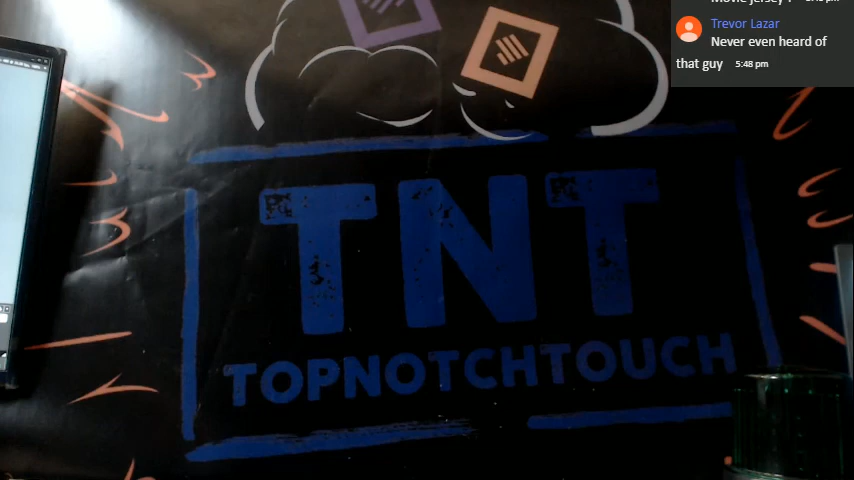 Trevor Lazar
Never even heard of
that guy 5:48 pm
TNT
TOPNOTCHTOUCH